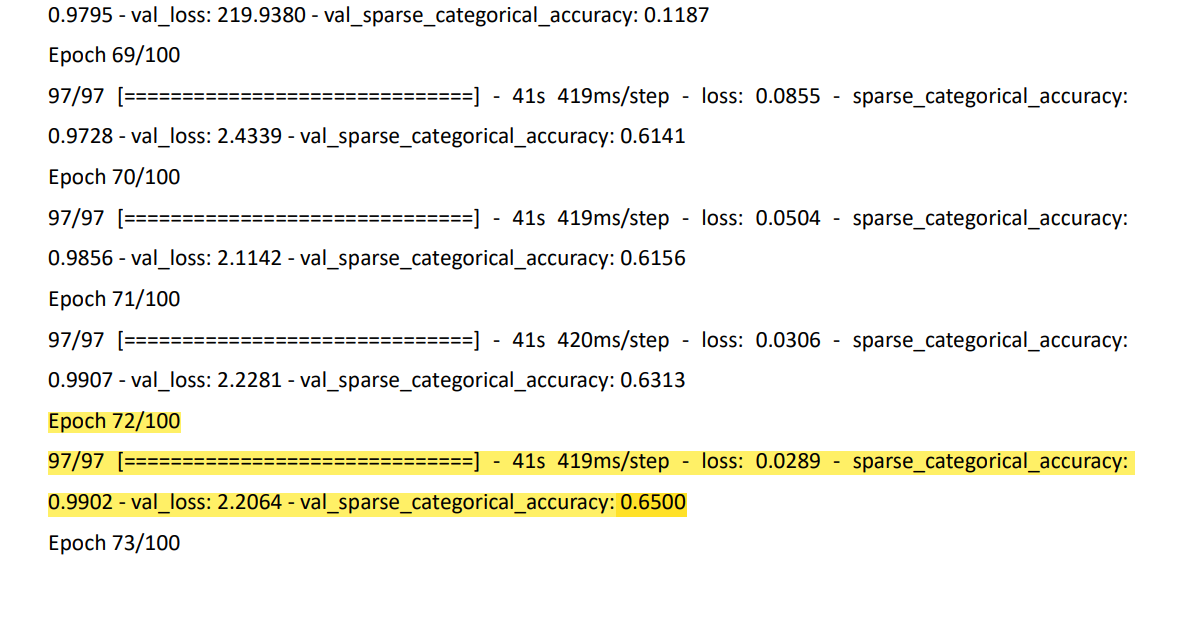 0.9795 - val_loss: 219.9380 - val_sparse_categorical_accuracy: 0.1187
Epoch 69/100
97/97 [==============================] - 41s 419ms/step - loss: 0.0855 - sparse_categorical_accuracy:
0.9728 - val_loss: 2.4339 - val_sparse_categorical_accuracy: 0.6141
Epoch 70/100
97/97 [==============================] - 41s 419ms/step - loss: 0.0504 - sparse_categorical_accuracy:
0.9856 - val_loss: 2.1142 - val_sparse_categorical_accuracy: 0.6156
Epoch 71/100
97/97 [==============================] - 41s 420ms/step - loss: 0.0306 - sparse_categorical_accuracy:
0.9907 - val_loss: 2.2281 - val_sparse_categorical_accuracy: 0.6313
Epoch 72/100
97/97 [==============================] - 41s 419ms/step - loss: 0.0289 - sparse_categorical_accuracy:
0.9902 - val_loss: 2.2064 - val_sparse_categorical_accuracy: 0.6500
Epoch 73/100